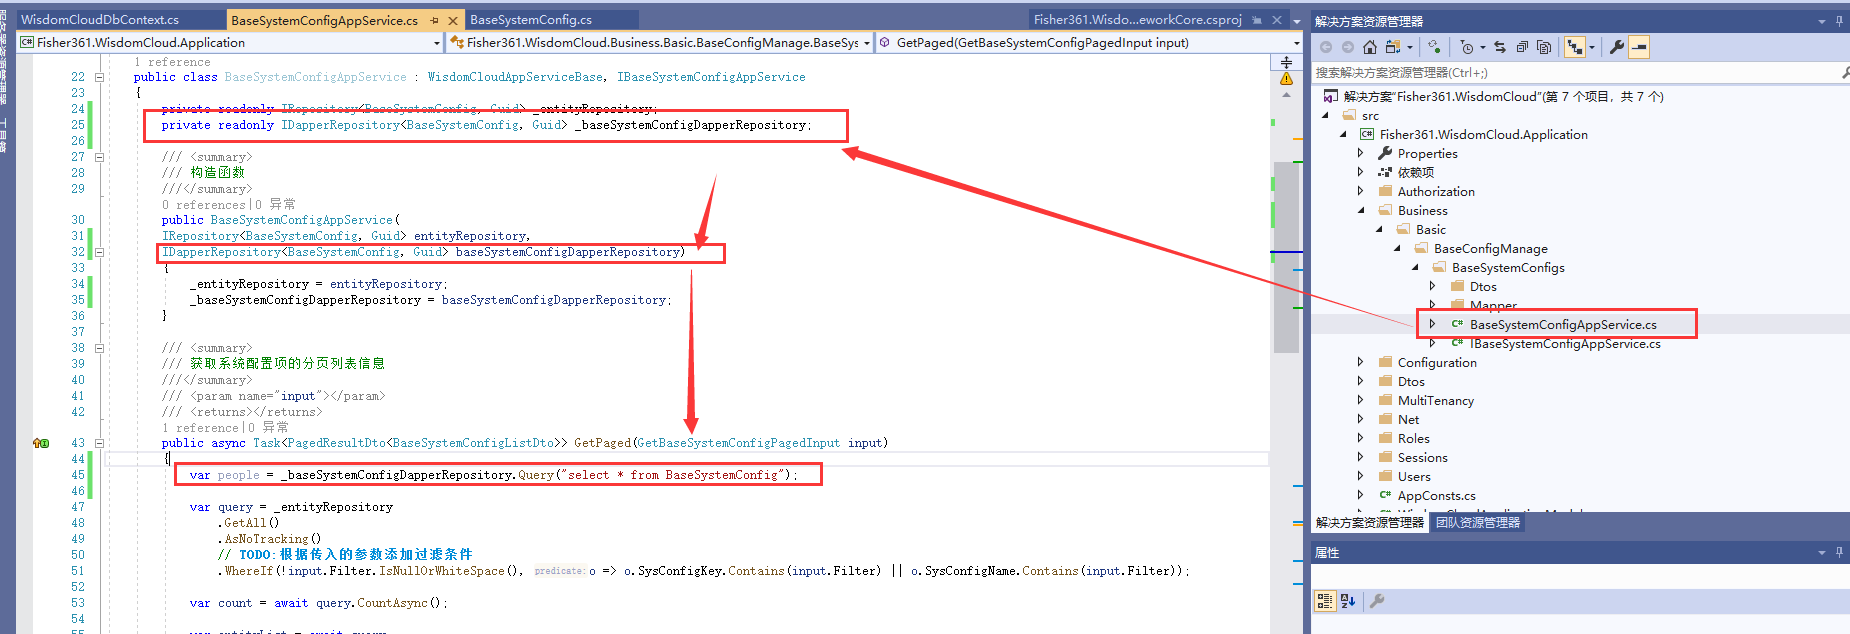 WisdomCloudDbContext.cs
BaseSystemConfigAppService.cs
BaseSystemConfig.cs
Fisher361.Wisdo...eworkCore.csproj
Fisher361.WisdomCloud.Application
Fisher361.WisdomCloud.Business.Basic.BaseConfigManage.BaseSy
GetPaged(GetBaseSystemConfigPagedInput input)
1 reference
22 public class BaseSystemConfigAppService : WisdomCloudAppServiceBase, IBaseSystemConfigAppService
23 {
24 private readonly IRepository<BaseSystemConfig, Guid> _entityRepository;
25 private readonly IDapperRepository<BaseSystemConfig, Guid> _baseSystemConfigDapperRepository;
26
27 /// <summary>
28 /// 构造函数
29 ///</summary>
0 references|0 异常
30 public BaseSystemConfigAppService(
31 IRepository<BaseSystemConfig, Guid> entityRepository,
32 IDapperRepository<BaseSystemConfig, Guid> baseSystemConfigDapperRepository)
33 {
34 _entityRepository = entityRepository;
35 _baseSystemConfigDapperRepository = baseSystemConfigDapperRepository;
36 }
37
38 /// <summary>
39 /// 获取系统配置项的分页列表信息
40 ///</summary>
41 /// <param name="input"></param>
42 /// <returns></returns>
1 reference|0 异常
43 public async Task<PagedResultDto<BaseSystemConfigListDto>> GetPaged(GetBaseSystemConfigPagedInput input)
44 {
45 var people = _baseSystemConfigDapperRepository.Query("select * from BaseSystemConfig");
46
47 var query = _entityRepository
48 .GetAll()
49 .AsNoTracking()
50 // TODO:根据传入的参数添加过滤条件
51 .WhereIf(!input.Filter.IsNullOrWhiteSpace(), predicate: o => o.SysConfigKey.Contains(input.Filter) || o.SysConfigName.Contains(input.Filter));
52
53 var count = await query.CountAsync();
54
55 var entityList = await query
解决方案资源管理器
搜索解决方案资源管理器(Ctrl+;)
解决方案"Fisher361.WisdomCloud"(第 7 个项目，共 7 个)
src
Fisher361.WisdomCloud.Application
Properties
依赖项
Authorization
Business
Basic
BaseConfigManage
BaseSystemConfigs
Dtos
Mapper
BaseSystemConfigAppService.cs
IBaseSystemConfigAppService.cs
Configuration
Dtos
MultiTenancy
Net
Roles
Sessions
Users
AppConsts.cs
解决方案资源管理器
团队资源管理器
属性